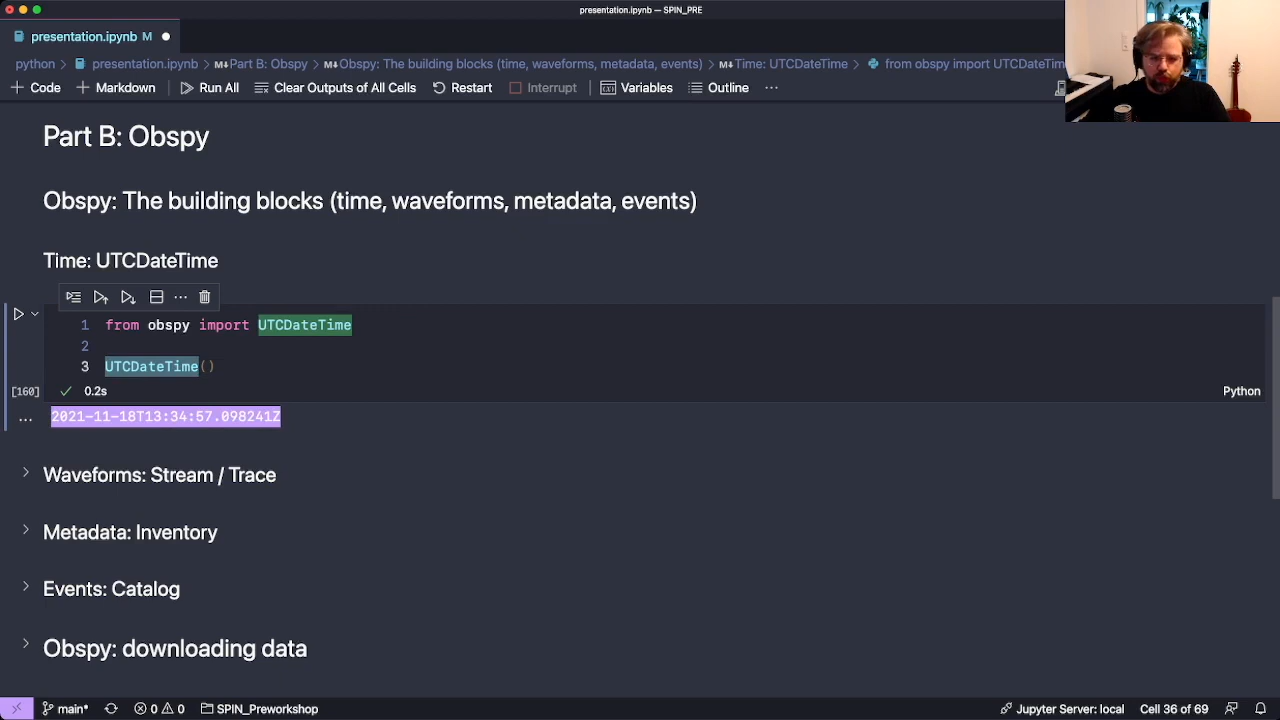 presentation.ipynb — SPIN_PRE
presentation.ipynb M
python > presentation.ipynb > Part B: Obspy > Obspy: The building blocks (time, waveforms, metadata, events) > Time: UTCDateTime > from obspy import UTCDateTime
+ Code + Markdown Run All Clear Outputs of All Cells Restart Interrupt Variables Outline ...
Part B: Obspy
Obspy: The building blocks (time, waveforms, metadata, events)
Time: UTCDateTime
1 from obspy import UTCDateTime
2
3 UTCDateTime()
[160] 0.2s Python
... 2021-11-18T13:34:57.098241Z
Waveforms: Stream / Trace
Metadata: Inventory
Events: Catalog
Obspy: downloading data
main* 0 0 SPIN_Preworkshop Jupyter Server: local Cell 36 of 69